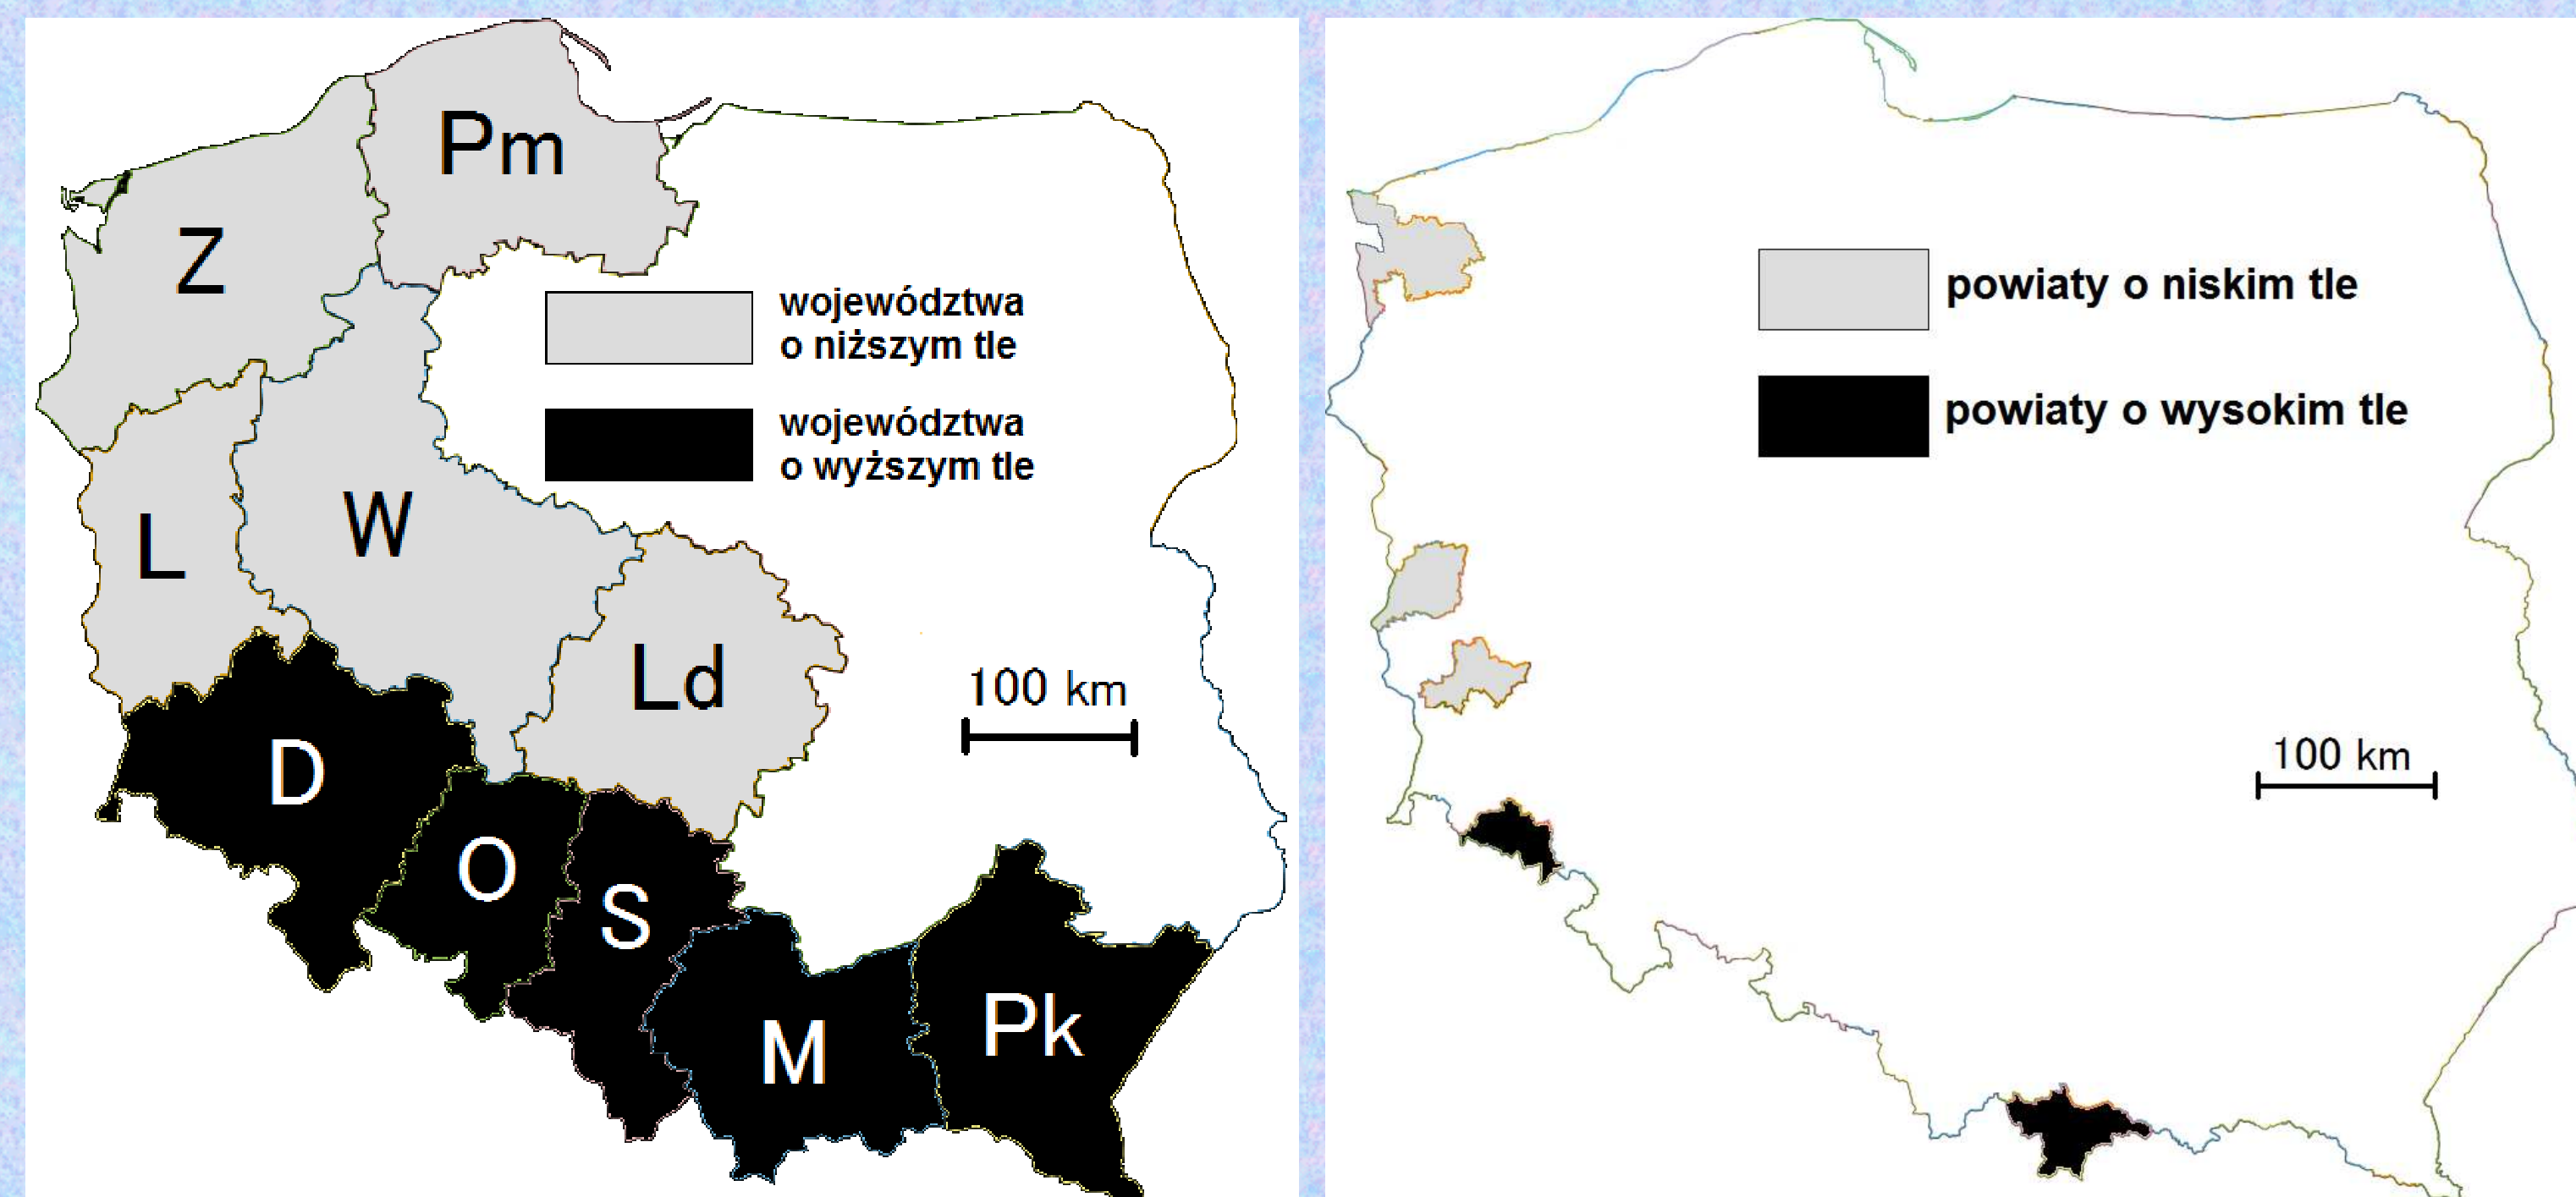 Pm
Z
województwa
o niższym tle
województwa
o wyższym tle
W
L
Ld
100 km
D
O
S
M
Pk
powiaty o niskim tle
powiaty o wysokim tle
100 km